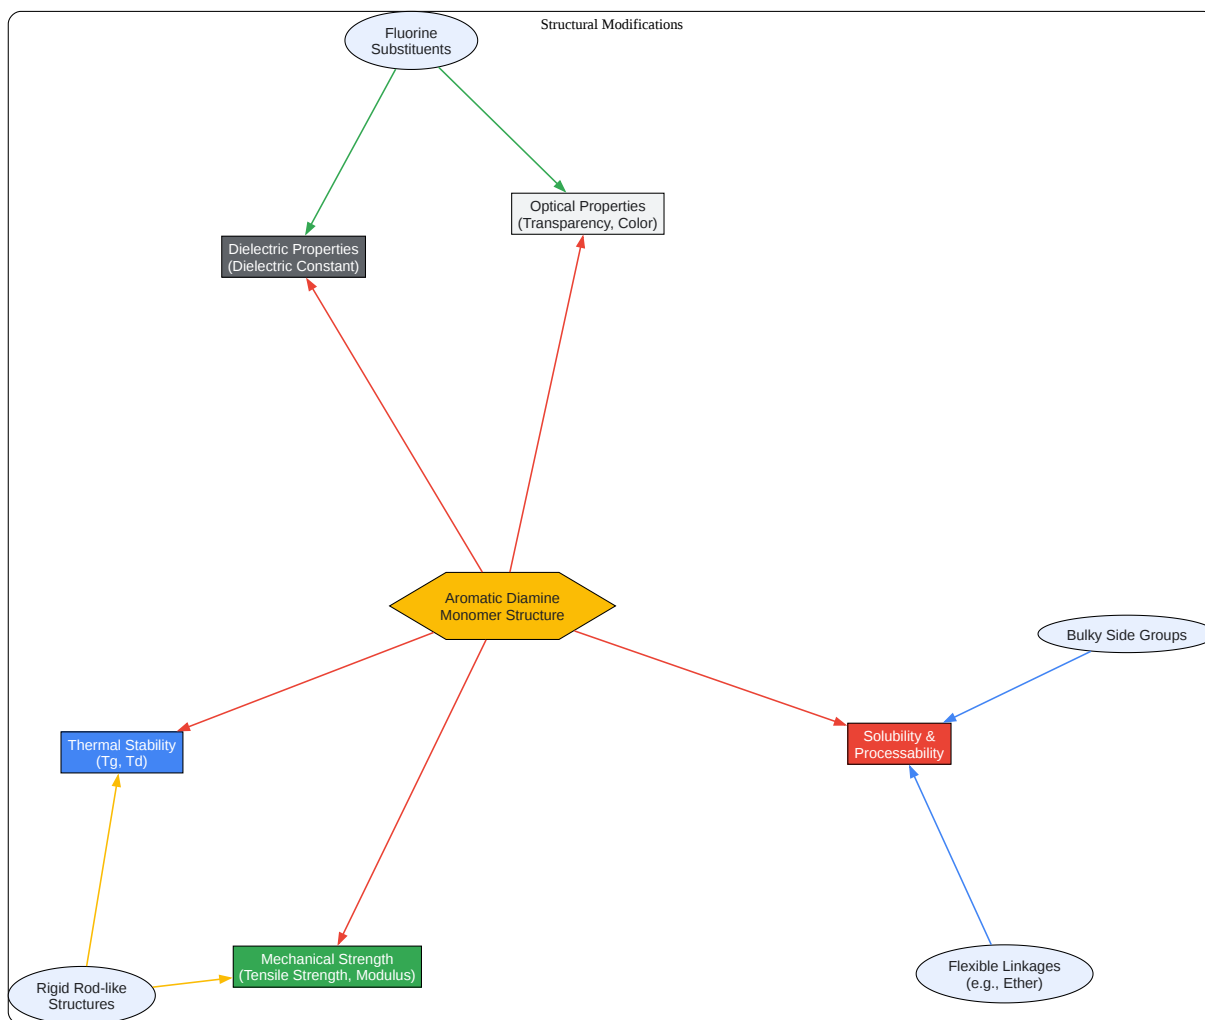 Structural Modifications
Fluorine
Substituents
Optical Properties
(Transparency, Color)
Dielectric Properties
(Dielectric Constant)
Aromatic Diamine
Monomer Structure
Bulky Side Groups
Thermal Stability
(Tg, Td)
Solubility &
Processability
Mechanical Strength
(Tensile Strength, Modulus)
Flexible Linkages
(e.g., Ether)
Rigid Rod-like
Structures